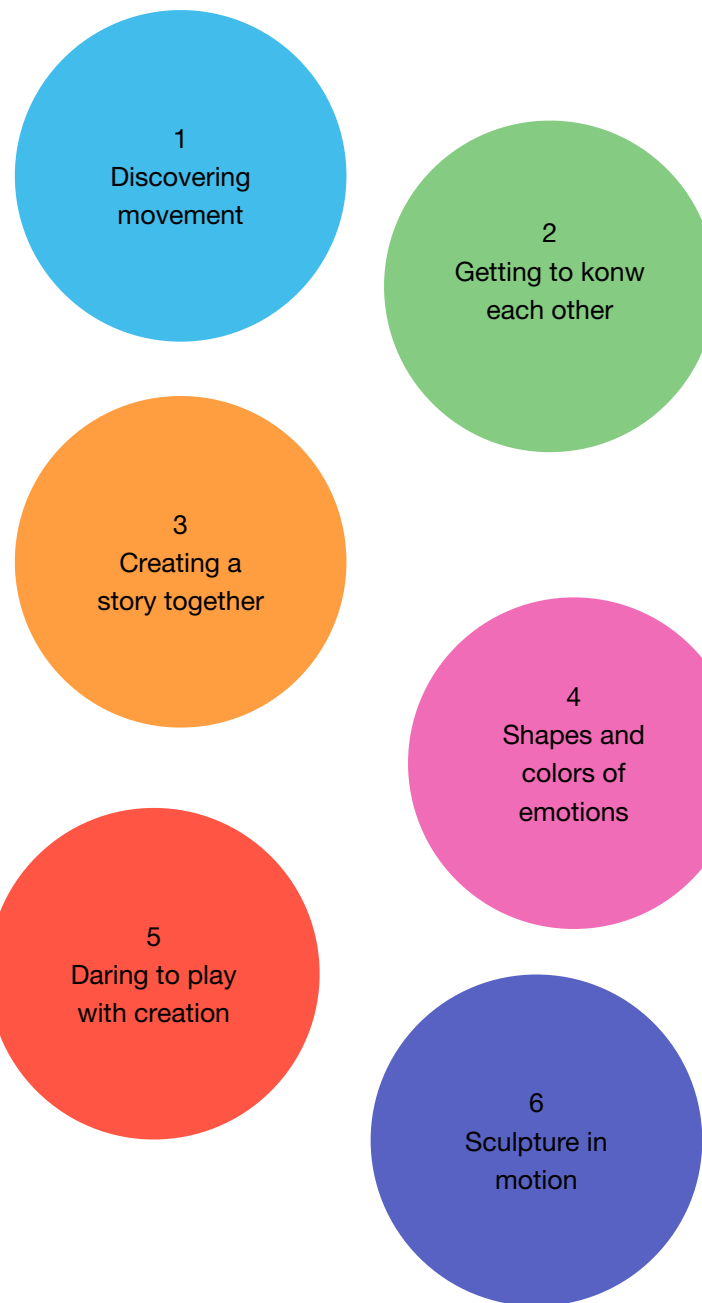 1
Discovering
movement
2
Getting to konw
each other
3
Creating a
story together
4
Shapes and
colors of
emotions
5
Daring to play
with creation
6
Sculpture in
motion